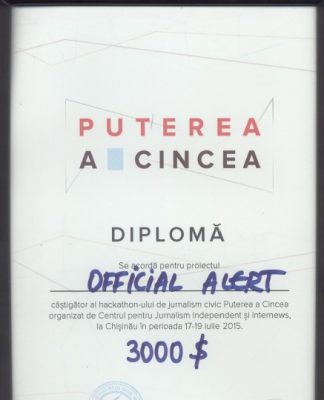 PUTEREA
A CINCEA
DIPLOMĂ
Se acordă pentru proiectul
OFFICIAL ALERT
câștigător al hackathon-ului de jurnalism civic Puterea a Cincea
organizat de Centrul pentru Jurnalism Independent și Internews,
la Chișinău în perioada 17-19 iulie 2015.
3000 $